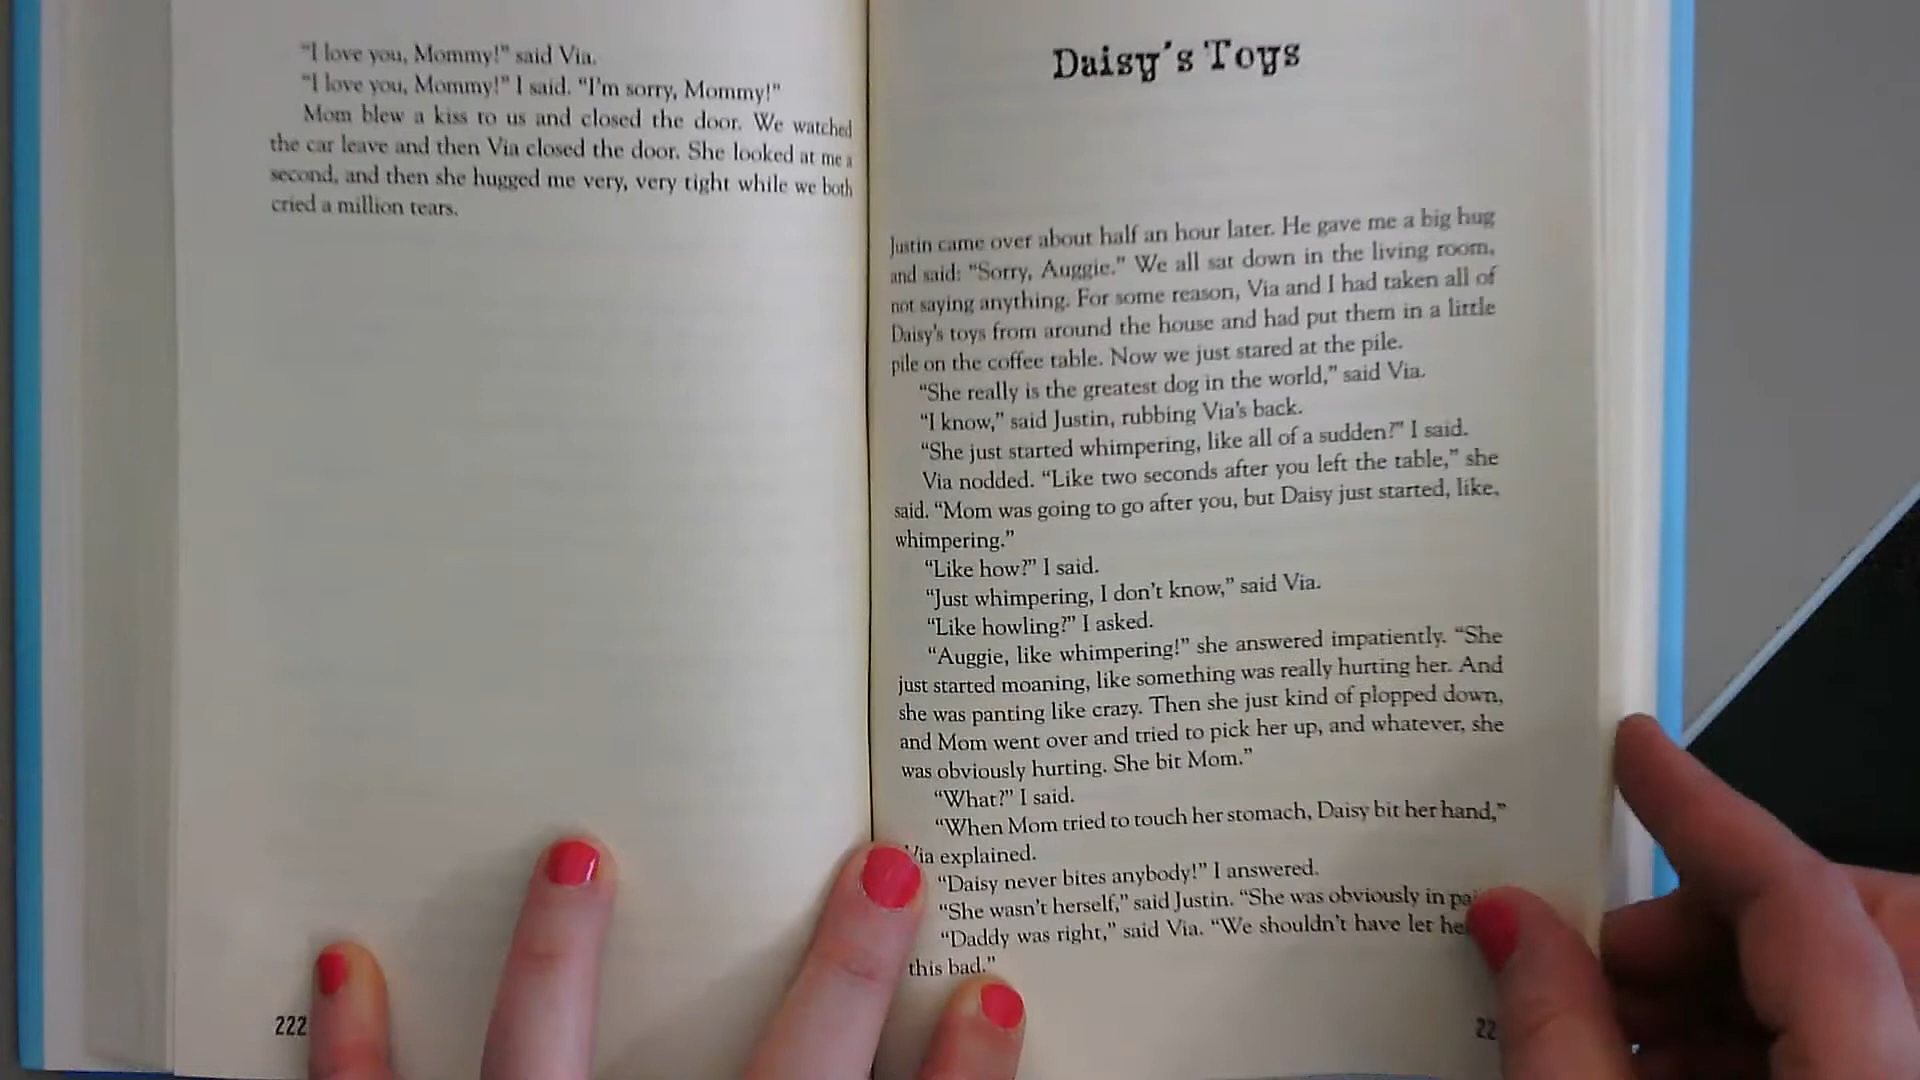 "I love you, Mommy!" said Via.
"I love you, Mommy!" I said. "I'm sorry, Mommy!"
Mom blew a kiss to us and closed the door. We watched
the car leave and then Via closed the door. She looked at me a
second, and then she hugged me very, very tight while we both
cried a million tears.
222
Daisy's Toys
Justin came over about half an hour later. He gave me a big hug
and said: "Sorry, Auggie." We all sat down in the living room,
not saying anything. For some reason, Via and I had taken all of
Daisy's toys from around the house and had put them in a little
pile on the coffee table. Now we just stared at the pile.
"She really is the greatest dog in the world," said Via.
"I know," said Justin, rubbing Via's back.
"She just started whimpering, like all of a sudden?" I said.
Via nodded. "Like two seconds after you left the table," she
said. "Mom was going to go after you, but Daisy just started, like,
whimpering."
"Like how?" I said.
"Just whimpering, I don't know," said Via.
"Like howling?" I asked.
"Auggie, like whimpering!" she answered impatiently. "She
just started moaning, like something was really hurting her. And
she was panting like crazy. Then she just kind of plopped down,
and Mom went over and tried to pick her up, and whatever, she
was obviously hurting. She bit Mom."
"What?" I said.
"When Mom tried to touch her stomach, Daisy bit her hand,"
Via explained.
"Daisy never bites anybody!" I answered.
"She wasn't herself," said Justin. "She was obviously in
"Daddy was right," said Via. "We shouldn't have let
this bad."